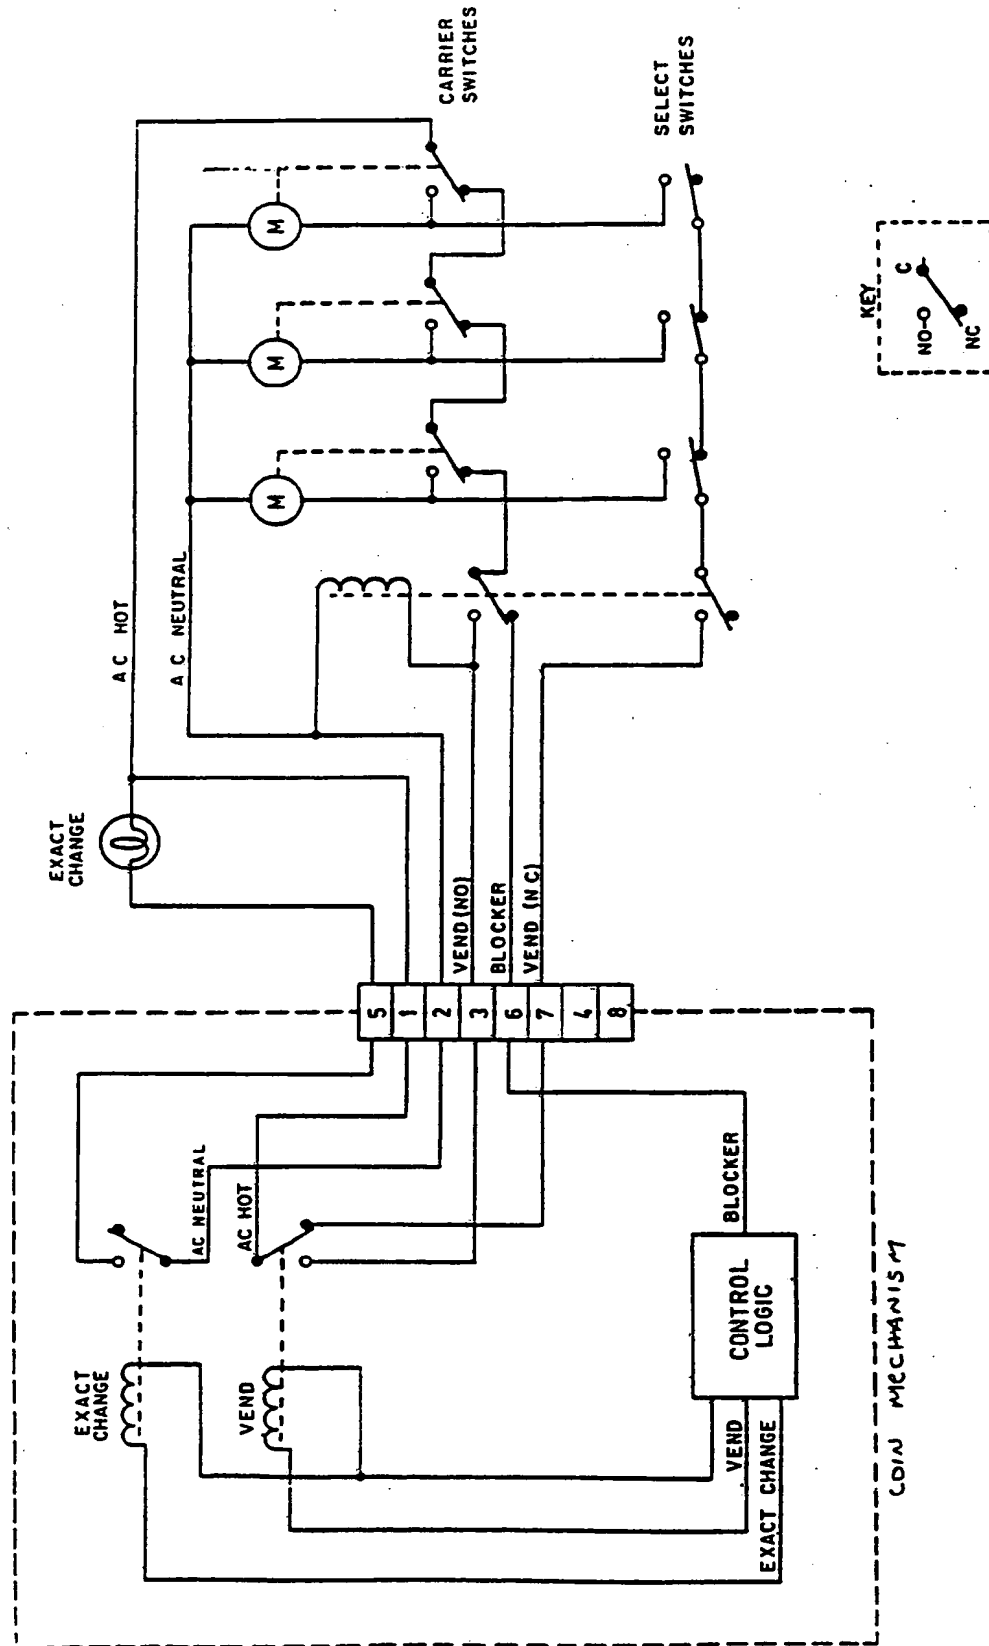 CARRIER
SWITCHES
SELECT
SWITCHES
KEY
C
NO
NC
M
M
M
AC HOT
AC NEUTRAL
EXACT
CHANGE
VEND (NO)
BLOCKER
VEND (NC)
5
1
2
3
6
7
4
8
AC NEUTRAL
AC HOT
BLOCKER
EXACT
CHANGE
VEND
CONTROL
LOGIC
VEND
EXACT CHANGE
COIN MECHANISM